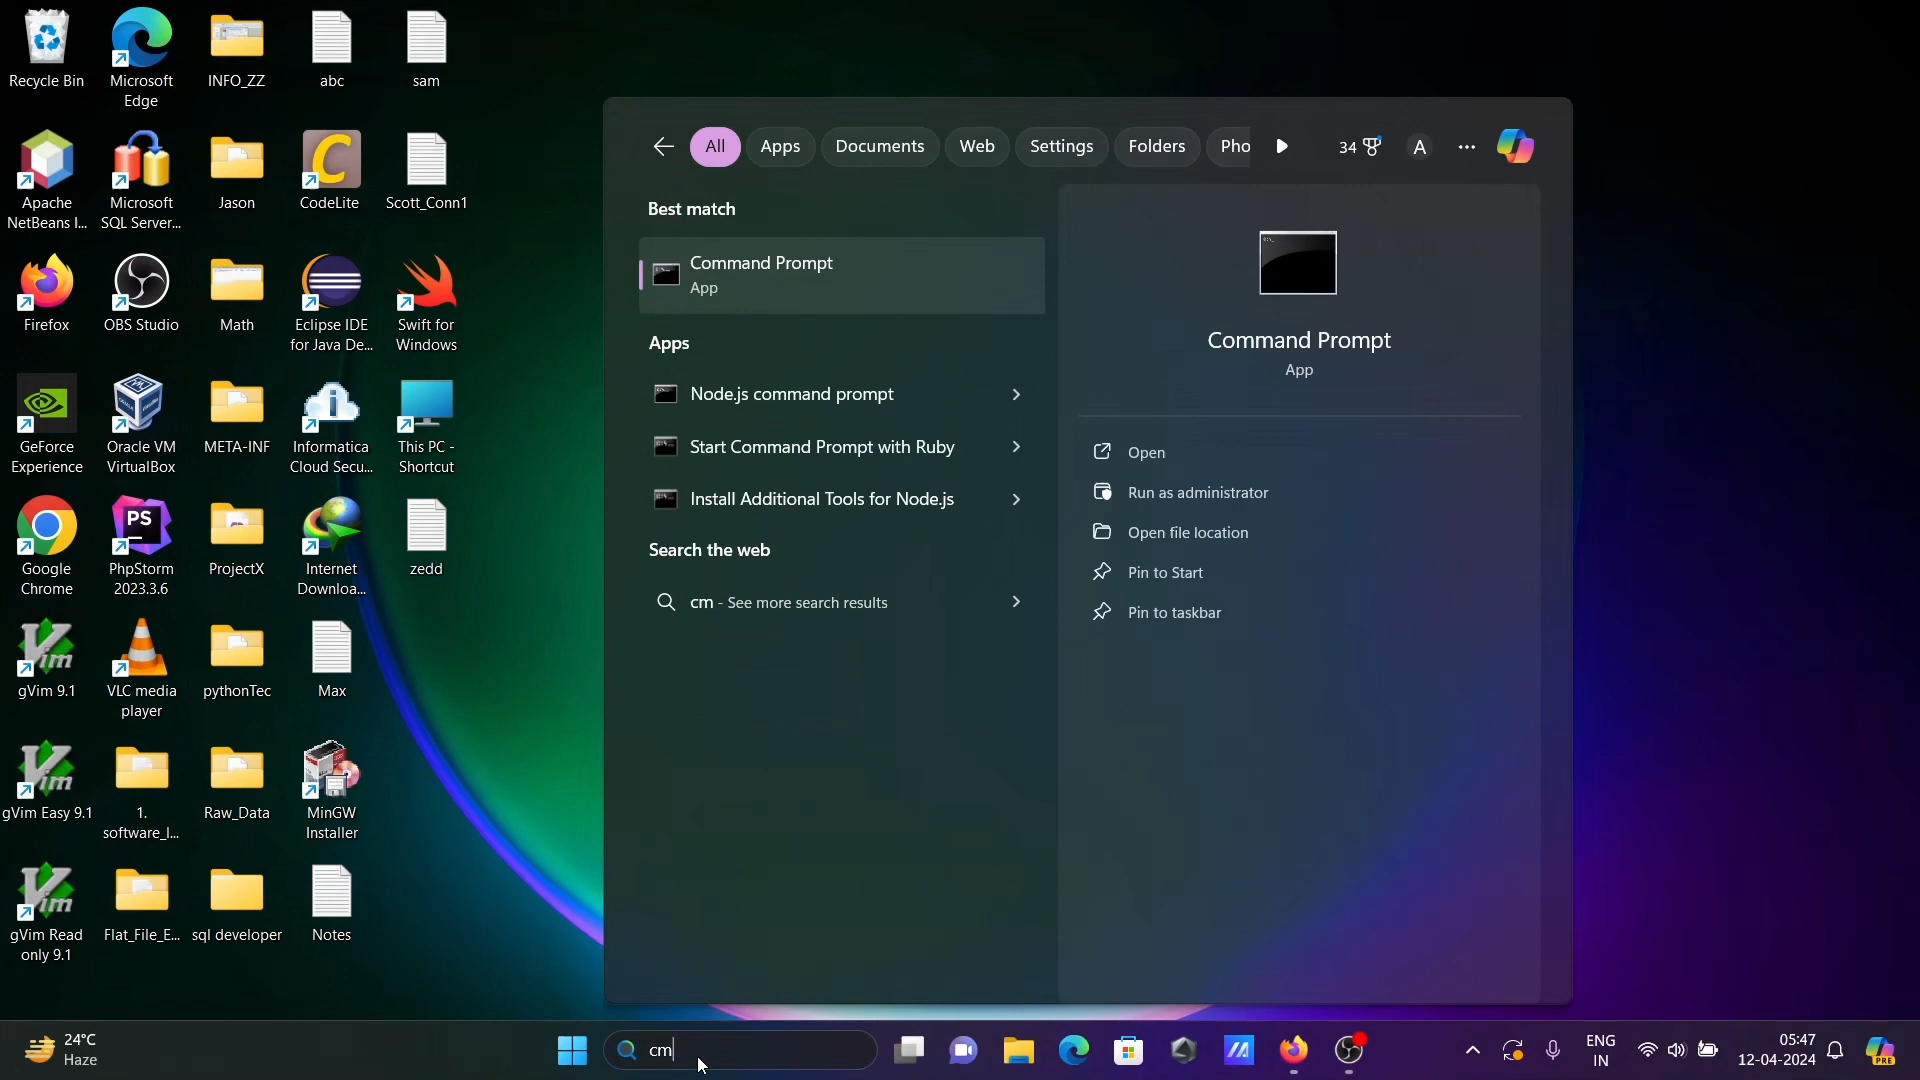 Recycle Bin
Microsoft
Edge
INFO_ZZ
abc
sam
Apache
NetBeans I...
Microsoft
SQL Server...
Jason
CodeLite
Scott_Conn1
Firefox
OBS Studio
Math
Eclipse IDE
for Java De...
Swift for
Windows
GeForce
Experience
Oracle VM
VirtualBox
META-INF
Informatica
Cloud Secu...
This PC -
Shortcut
Google
Chrome
PS
PhpStorm
2023.3.6
ProjectX
Internet
Downloa...
zedd
gVim 9.1
VLC media
player
pythonTec
Max
gVim Easy 9.1
1.
software_I...
Raw_Data
MinGW
Installer
gVim Read
only 9.1
Flat_File_E...
sql developer
Notes
All
Apps
Documents
Web
Settings
Folders
Pho
34
A
Best match
Command Prompt
App
Apps
Node.js command prompt
Start Command Prompt with Ruby
Install Additional Tools for Node.js
Search the web
cm - See more search results
Command Prompt
App
Open
Run as administrator
Open file location
Pin to Start
Pin to taskbar
24°C
Haze
cm
ENG
IN
05:47
12-04-2024
PRE